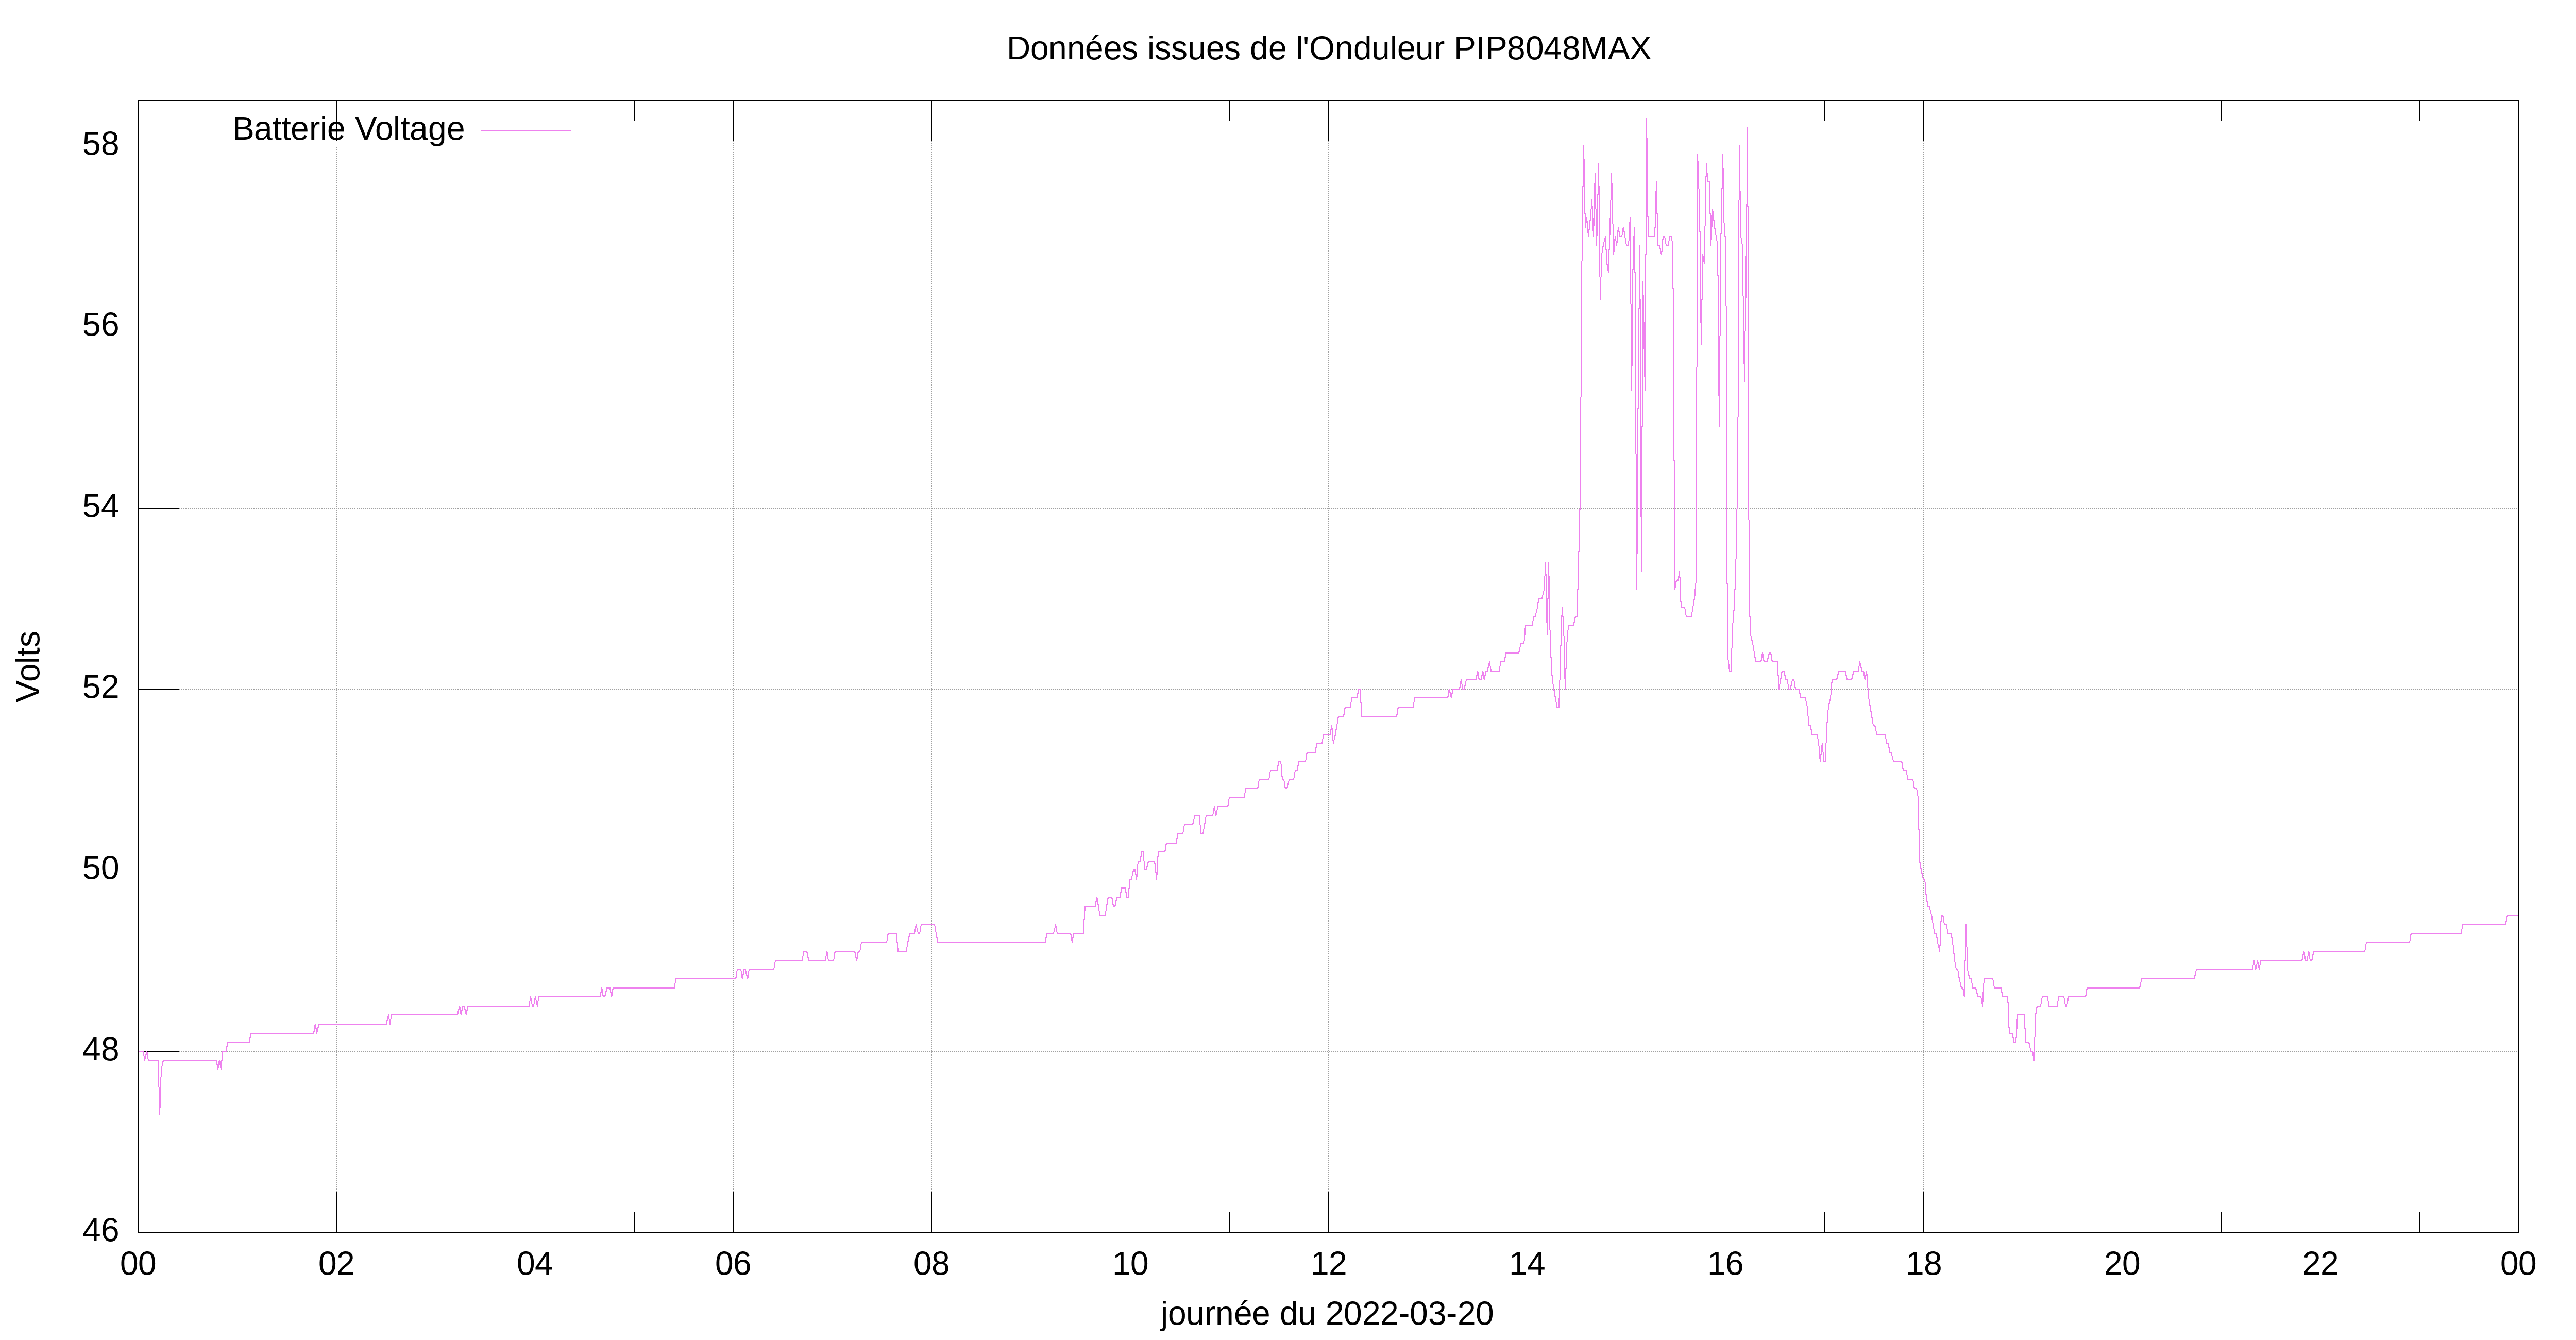 Données issues de l'Onduleur PIP8048MAX
Batterie Voltage
58
56
54
52
50
48
46
Volts
00 02 04 06 08 10 12 14 16 18 20 22 00
journée du 2022-03-20